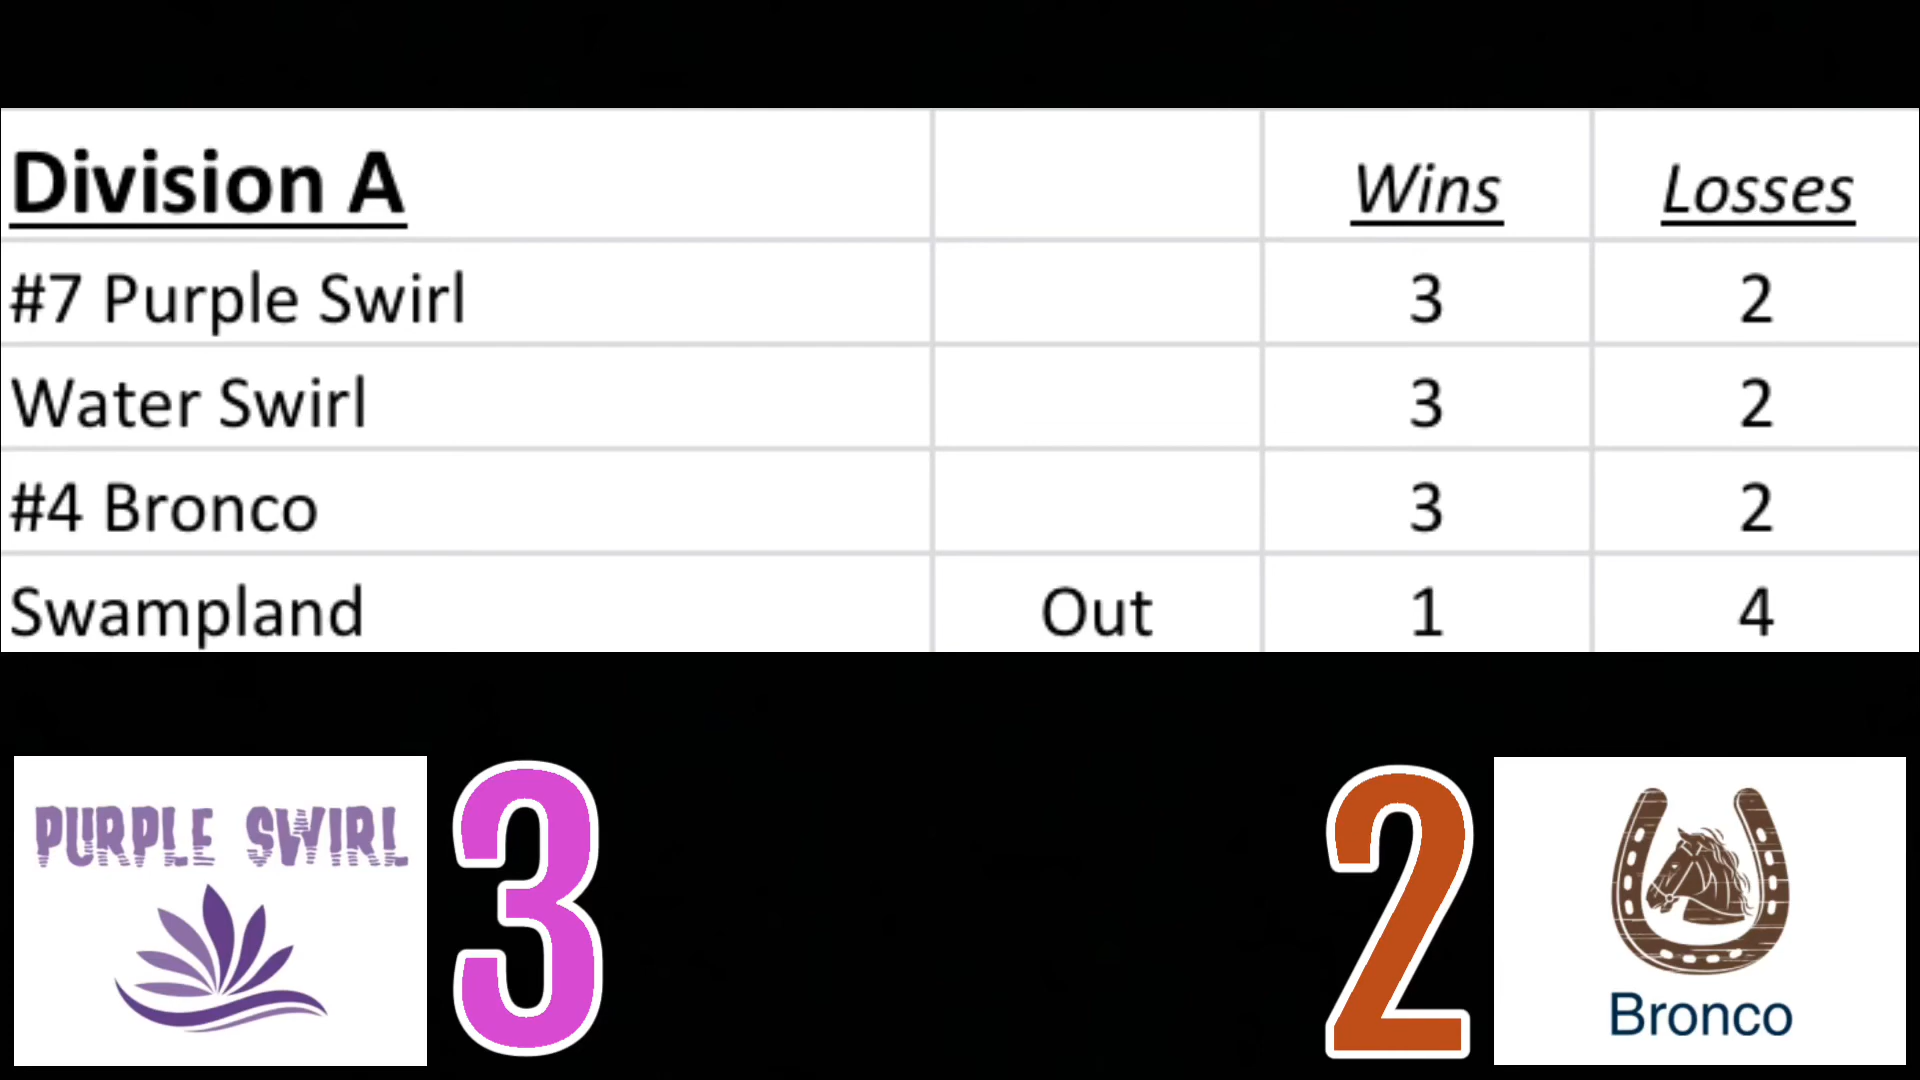 Division A Wins Losses
#7 Purple Swirl 3 2
Water Swirl 3 2
#4 Bronco 3 2
Swampland Out 1 4
PURPLE SWIRL
3
2
Bronco